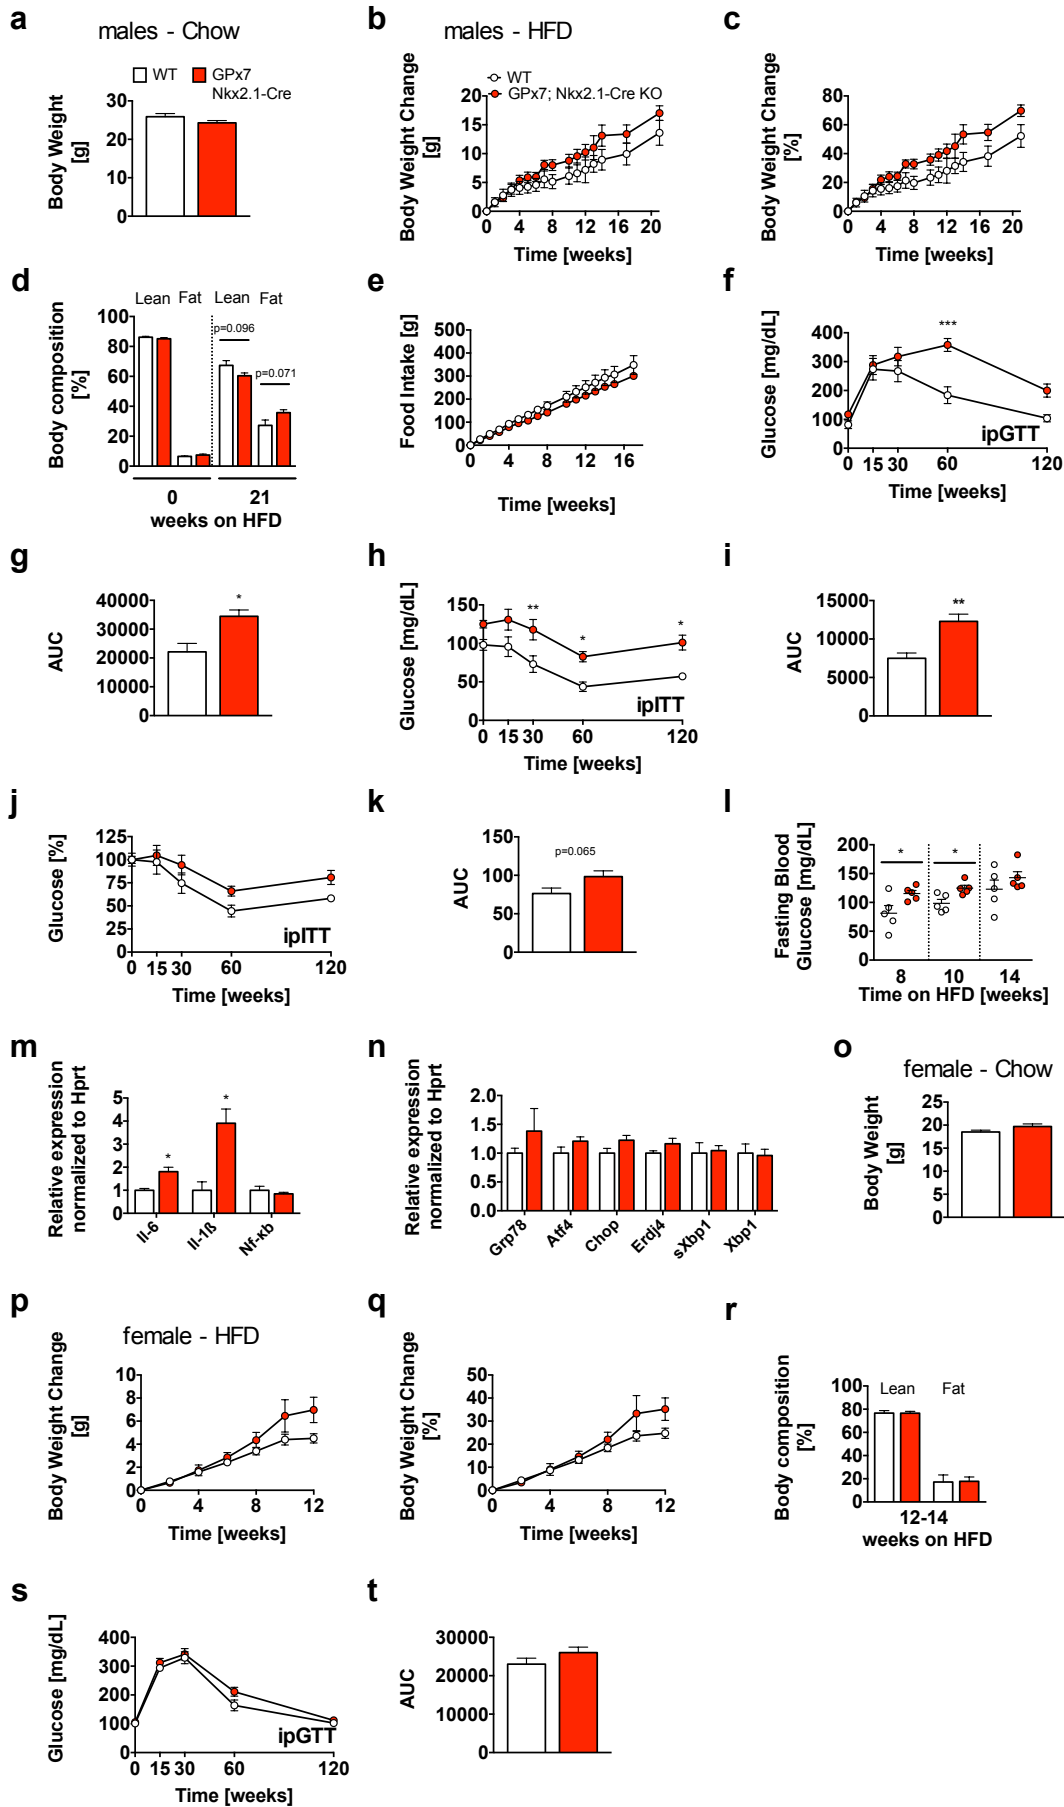 a
males - Chow
WT
GPx7
Nkx2.1-Cre
Body Weight
[g]
30
20
10
0
b
males - HFD
WT
GPx7; Nkx2.1-Cre KO
Body Weight Change
[g]
20
15
10
5
0
0 4 8 12 16 20
Time [weeks]
c
Body Weight Change
[%]
80
60
40
20
0
0 4 8 12 16 20
Time [weeks]
d
Lean Fat Lean Fat
p=0.096
p=0.071
Body composition
[%]
100
80
60
40
20
0
0 21
weeks on HFD
e
Food Intake [g]
500
400
300
200
100
0
0 4 8 12 16
Time [weeks]
f
Glucose [mg/dL]
400
300
200
100
0
***
ipGTT
0 15 30 60 120
Time [weeks]
g
AUC
40000
30000
20000
10000
0
*
h
Glucose [mg/dL]
150
100
50
0
** * *
ipITT
0 15 30 60 120
Time [weeks]
i
AUC
15000
10000
5000
0
**
j
Glucose [%]
125
100
75
50
25
0
ipITT
0 15 30 60 120
Time [weeks]
k
AUC
150
100
50
0
p=0.065
l
Fasting Blood
Glucose [mg/dL]
200
150
100
50
0
* *
8 10 14
Time on HFD [weeks]
m
Relative expression
normalized to Hprt
5
4
3
2
1
0
* *
Il-6 Il-1ß Nf-κb
n
Relative expression
normalized to Hprt
2.0
1.5
1.0
0.5
0.0
Grp78 Atf4 Chop Erdj4 sXbp1 Xbp1
o
female - Chow
Body Weight
[g]
25
20
15
10
5
0
p
female - HFD
Body Weight Change
[g]
10
8
6
4
2
0
0 4 8 12
Time [weeks]
q
Body Weight Change
[%]
50
40
30
20
10
0
0 4 8 12
Time [weeks]
r
Body composition
[%]
Lean Fat
80
60
40
20
0
12-14
weeks on HFD
s
Glucose [mg/dL]
400
300
200
100
0
ipGTT
0 15 30 60 120
Time [weeks]
t
AUC
30000
20000
10000
0